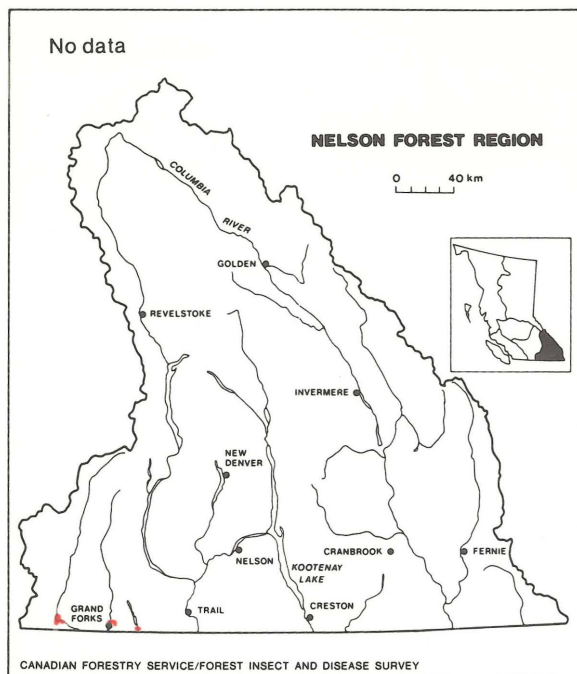 No data
NELSON FOREST REGION
0 40 km
COLUMBIA
RIVER
GOLDEN
REVELSTOKE
INVERMERE
NEW
DENVER
NELSON
KOOTENAY
LAKE
CRANBROOK
FERNIE
GRAND
FORKS
TRAIL
CRESTON
CANADIAN FORESTRY SERVICE/FOREST INSECT AND DISEASE SURVEY